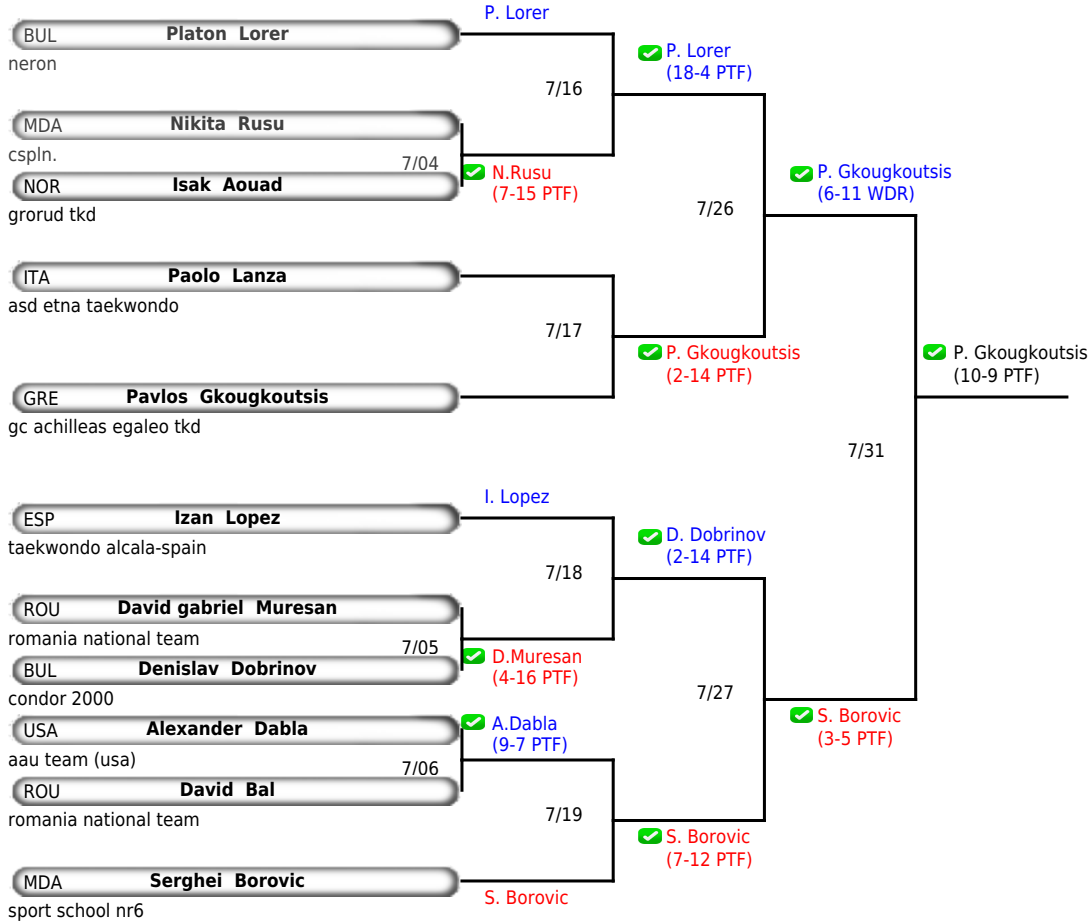 P. Lorer
BUL Platon Lorer
neron
P. Lorer
(18-4 PTF)
7/16
MDA Nikita Rusu
cspln.
7/04
N.Rusu
(7-15 PTF)
NOR Isak Aouad
grorud tkd
P. Gkougkoutsis
(6-11 WDR)
7/26
ITA Paolo Lanza
asd etna taekwondo
7/17
P. Gkougkoutsis
(2-14 PTF)
P. Gkougkoutsis
(10-9 PTF)
GRE Pavlos Gkougkoutsis
gc achilleas egaleo tkd
7/31
I. Lopez
ESP Izan Lopez
taekwondo alcala-spain
D. Dobrinov
(2-14 PTF)
7/18
ROU David gabriel Muresan
romania national team
7/05
D.Muresan
(4-16 PTF)
BUL Denislav Dobrinov
condor 2000
7/27
USA Alexander Dabla
aau team (usa)
A.Dabla
(9-7 PTF)
S. Borovic
(3-5 PTF)
7/06
ROU David Bal
romania national team
7/19
S. Borovic
(7-12 PTF)
MDA Serghei Borovic
sport school nr6
S. Borovic